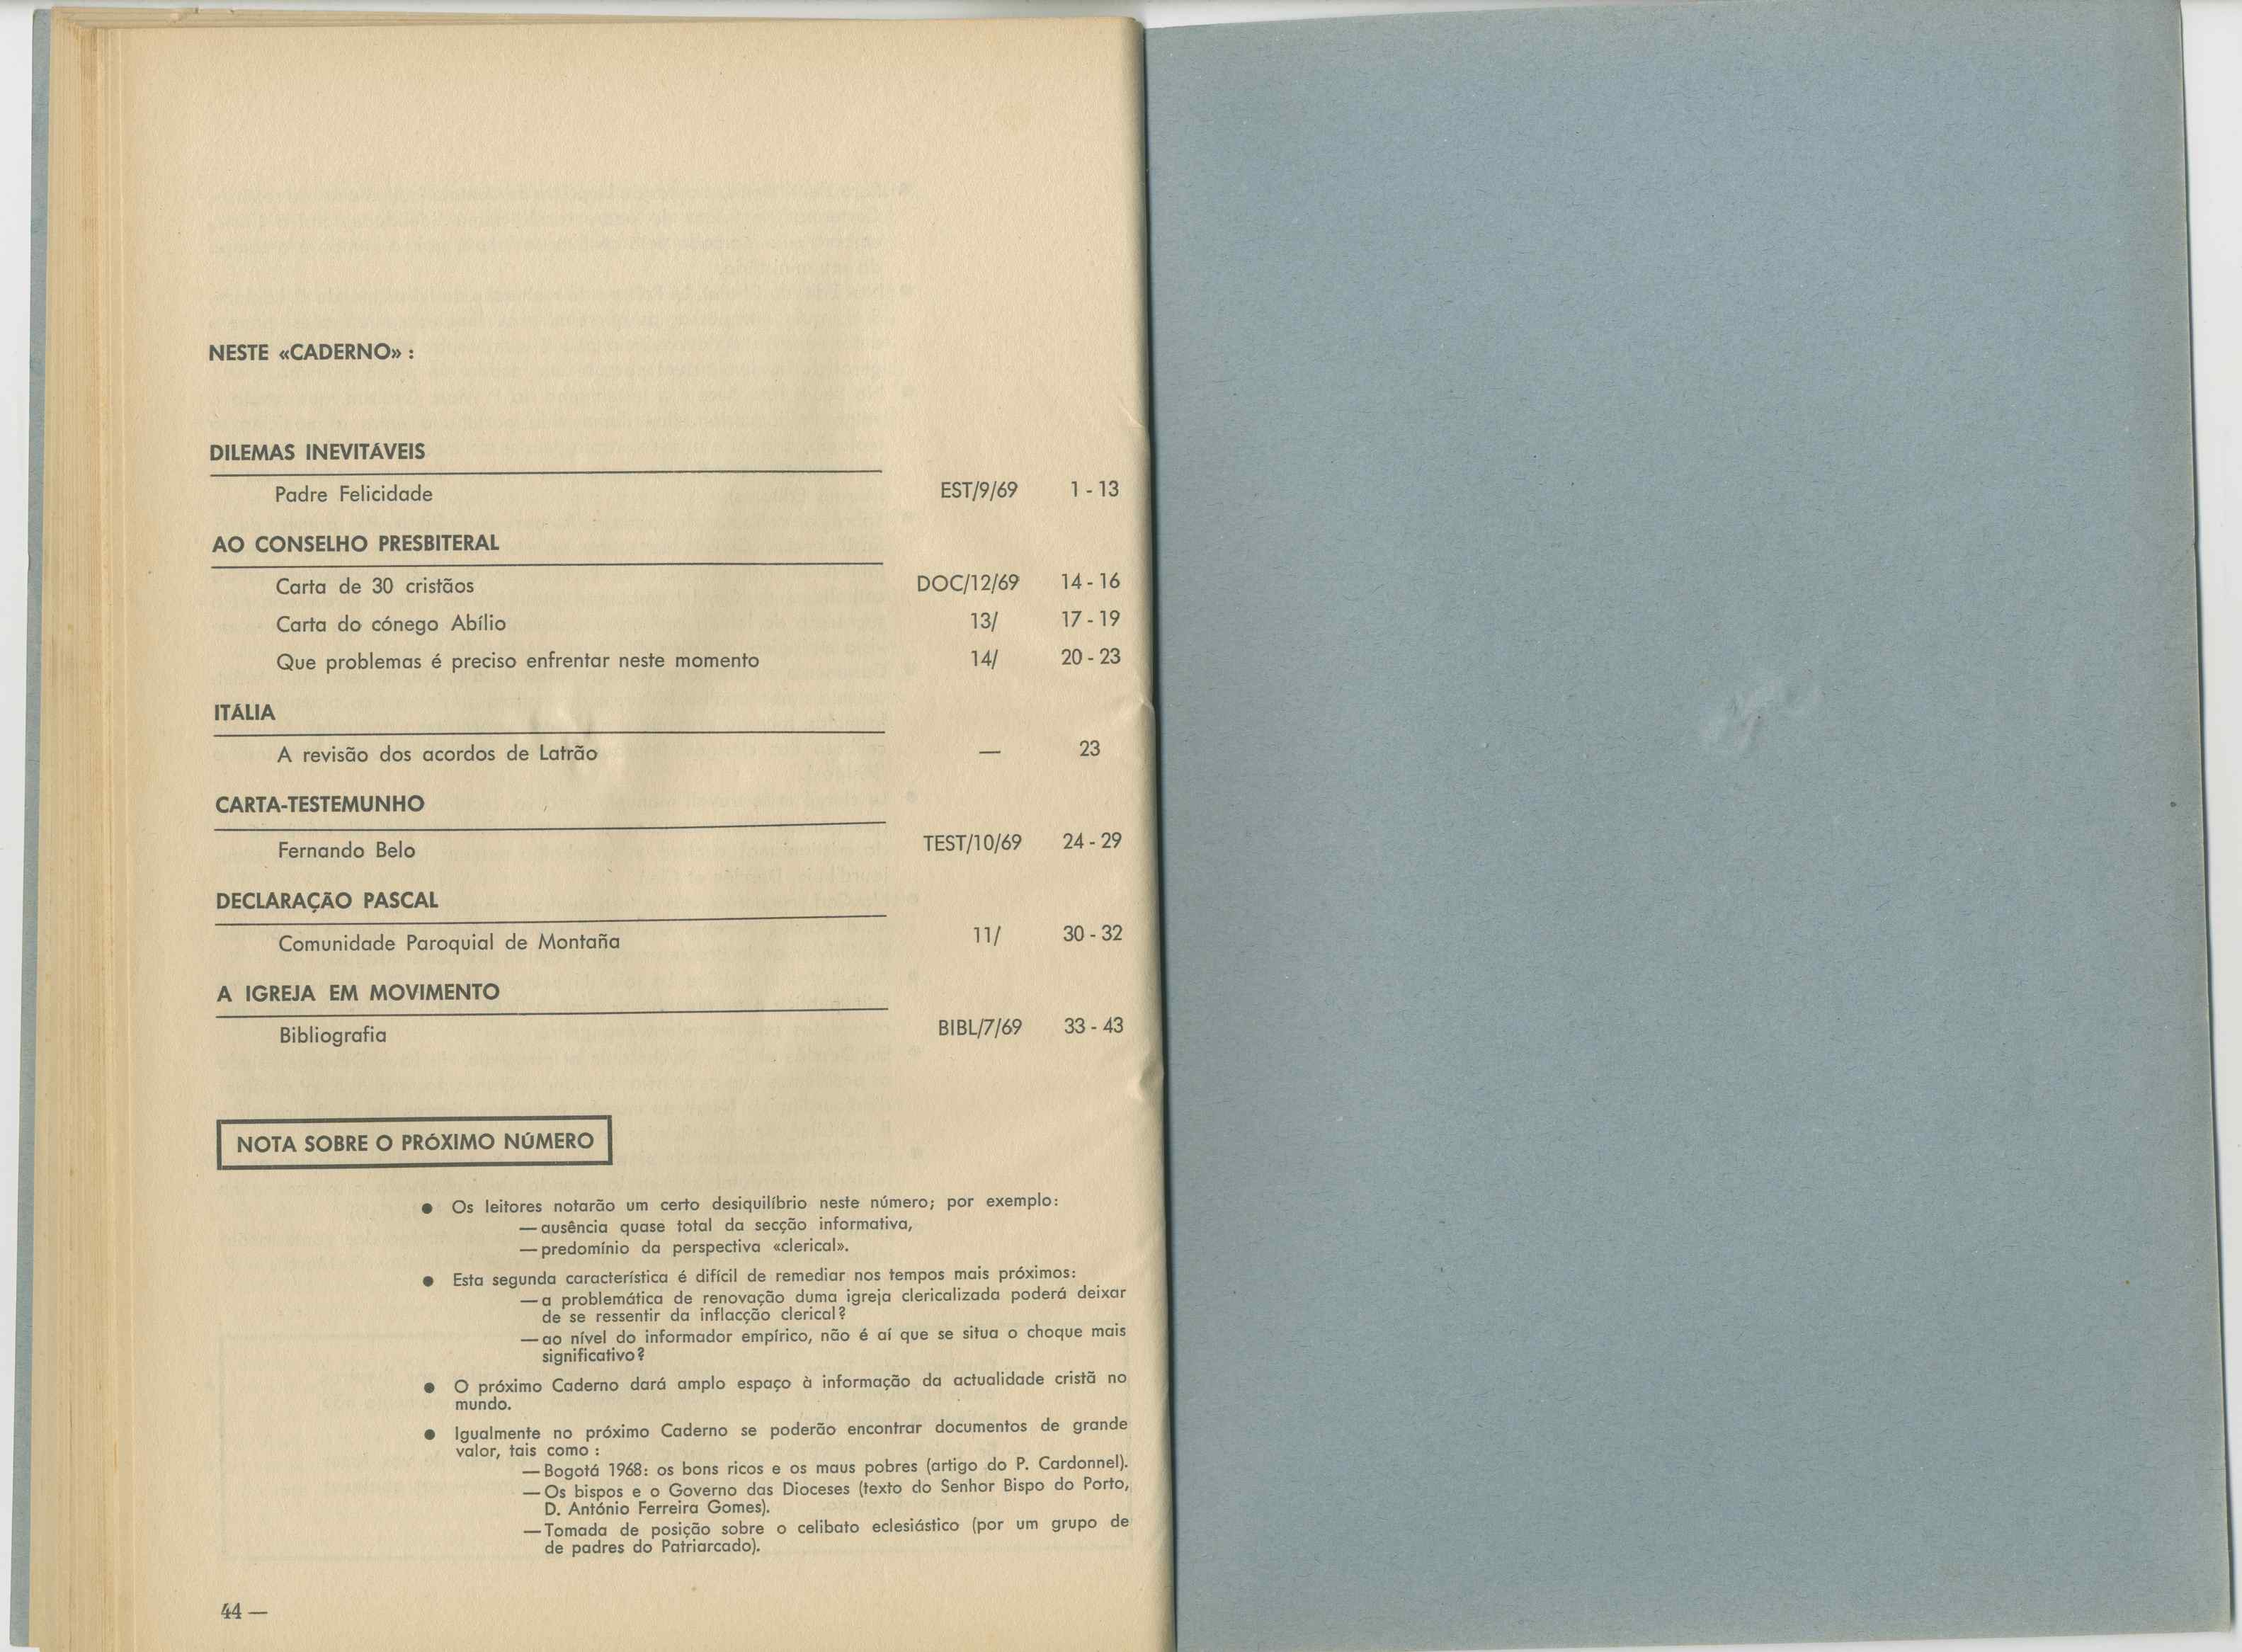 NESTE «CADERNO» :
DILEMAS INEVITÁVEIS
Padre Felicidade EST/9/69 1 - 13
AO CONSELHO PRESBITERAL
Carta de 30 cristãos DOC/12/69 14 - 16
Carta do cónego Abílio 13/ 17 - 19
Que problemas é preciso enfrentar neste momento 14/ 20 - 23
ITÁLIA
A revisão dos acordos de Latrão — 23
CARTA-TESTEMUNHO
Fernando Belo TEST/10/69 24 - 29
DECLARAÇÃO PASCAL
Comunidade Paroquial de Montaña 11/ 30 - 32
A IGREJA EM MOVIMENTO
Bibliografia BIBL/7/69 33 - 43
NOTA SOBRE O PRÓXIMO NÚMERO
● Os leitores notarão um certo desiquilíbrio neste número; por exemplo:
— ausência quase total da secção informativa,
— predomínio da perspectiva «clerical».
● Esta segunda característica é difícil de remediar nos tempos mais próximos:
— a problemática de renovação duma igreja clericalizada poderá deixar
de se ressentir da inflacção clerical?
— ao nível do informador empírico, não é aí que se situa o choque mais
significativo?
● O próximo Caderno dará amplo espaço à informação da actualidade cristã no
mundo.
● Igualmente no próximo Caderno se poderão encontrar documentos de grande
valor, tais como :
— Bogotá 1968: os bons ricos e os maus pobres (artigo do P. Cardonnel).
— Os bispos e o Governo das Dioceses (texto do Senhor Bispo do Porto,
D. António Ferreira Gomes).
— Tomada de posição sobre o celibato eclesiástico (por um grupo de
de padres do Patriarcado).
44 —